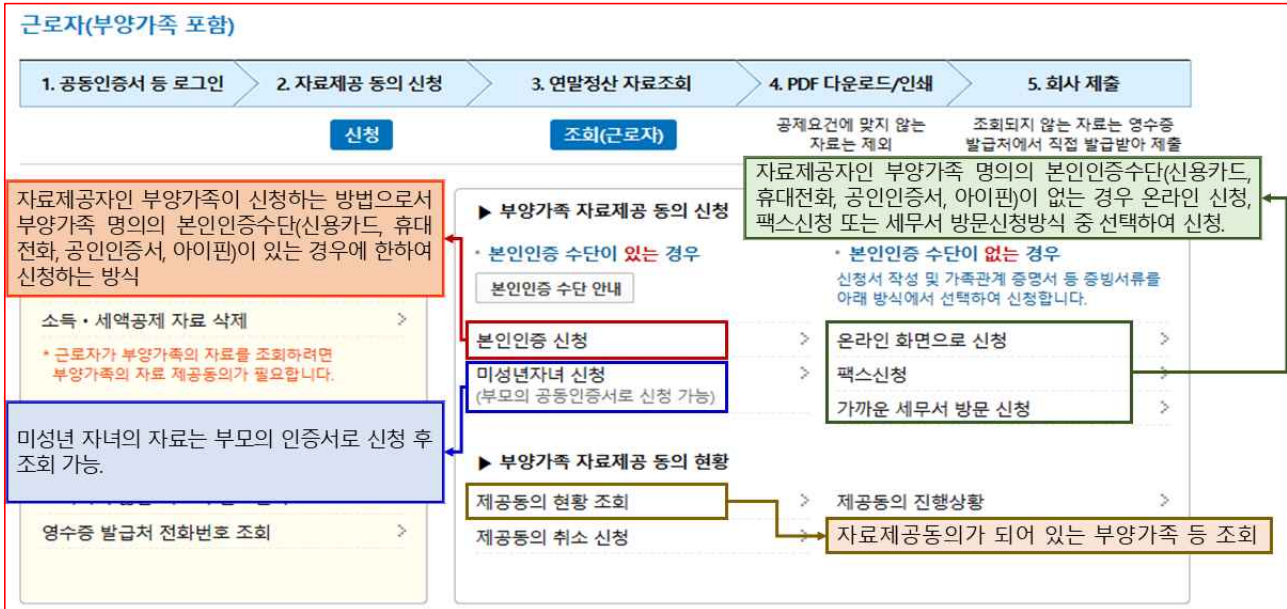 근로자(부양가족 포함)
1. 공동인증서 등 로그인
2. 자료제공 동의 신청
3. 연말정산 자료조회
4. PDF 다운로드/인쇄
5. 회사 제출
신청
조회(근로자)
공제요건에 맞지 않는
자료는 제외
조회되지 않는 자료는 영수증
발급처에서 직접 발급받아 제출
자료제공자인 부양가족이 신청하는 방법으로서
부양가족 명의의 본인인증수단(신용카드, 휴대
전화, 공인인증서, 아이핀)이 있는 경우에 한하여
신청하는 방식
소득・세액공제 자료 삭제
* 근로자가 부양가족의 자료를 조회하려면
부양가족의 자료 제공동의가 필요합니다.
미성년 자녀의 자료는 부모의 인증서로 신청 후
조회 가능.
영수증 발급처 전화번호 조회
▶ 부양가족 자료제공 동의 신청
자료제공자인 부양가족 명의의 본인인증수단(신용카드,
휴대전화, 공인인증서, 아이핀)이 없는 경우 온라인 신청,
팩스신청 또는 세무서 방문신청방식 중 선택하여 신청.
・본인인증 수단이 있는 경우
본인인증 수단 안내
본인인증 신청
미성년자녀 신청
(부모의 공동인증서로 신청 가능)
・본인인증 수단이 없는 경우
신청서 작성 및 가족관계 증명서 등 증빙서류를
아래 방식에서 선택하여 신청합니다.
온라인 화면으로 신청
팩스신청
가까운 세무서 방문 신청
▶ 부양가족 자료제공 동의 현황
제공동의 현황 조회
제공동의 진행상황
제공동의 취소 신청
자료제공동의가 되어 있는 부양가족 등 조회